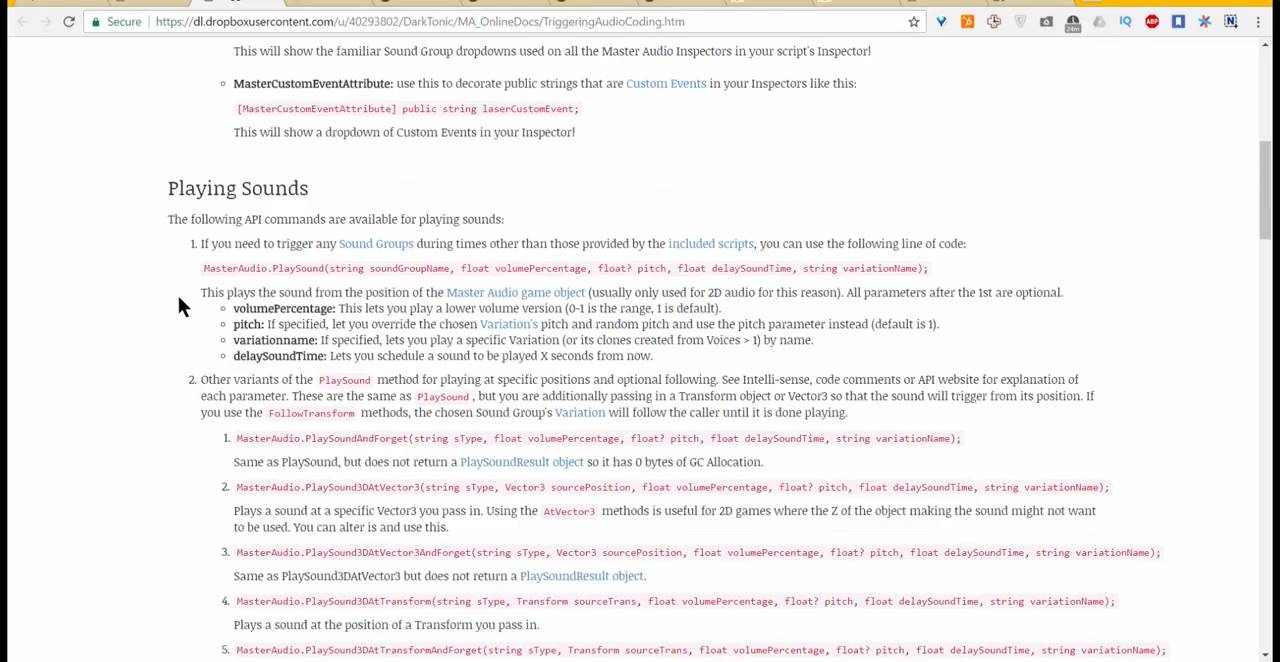 Secure
https://dl.dropboxusercontent.com/u/40293802/DarkTonic/MA_OnlineDocs/TriggeringAudioCoding.htm
24m
IQ
ABP
N
This will show the familiar Sound Group dropdowns used on all the Master Audio Inspectors in your script's Inspector!
MasterCustomEventAttribute: use this to decorate public strings that are Custom Events in your Inspectors like this:
[MasterCustomEventAttribute] public string laserCustomEvent;
This will show a dropdown of Custom Events in your Inspector!
Playing Sounds
The following API commands are available for playing sounds:
1. If you need to trigger any Sound Groups during times other than those provided by the included scripts, you can use the following line of code:
MasterAudio.PlaySound(string soundGroupName, float volumePercentage, float? pitch, float delaySoundTime, string variationName);
This plays the sound from the position of the Master Audio game object (usually only used for 2D audio for this reason). All parameters after the 1st are optional.
volumePercentage: This lets you play a lower volume version (0-1 is the range, 1 is default).
pitch: If specified, let you override the chosen Variation's pitch and random pitch and use the pitch parameter instead (default is 1).
variationname: If specified, lets you play a specific Variation (or its clones created from Voices > 1) by name.
delaySoundTime: Lets you schedule a sound to be played X seconds from now.
2. Other variants of the PlaySound method for playing at specific positions and optional following. See Intelli-sense, code comments or API website for explanation of
each parameter. These are the same as PlaySound, but you are additionally passing in a Transform object or Vector3 so that the sound will trigger from its position. If
you use the FollowTransform methods, the chosen Sound Group's Variation will follow the caller until it is done playing.
1. MasterAudio.PlaySoundAndForget(string sType, float volumePercentage, float? pitch, float delaySoundTime, string variationName);
Same as PlaySound, but does not return a PlaySoundResult object so it has 0 bytes of GC Allocation.
2. MasterAudio.PlaySound3DAtVector3(string sType, Vector3 sourcePosition, float volumePercentage, float? pitch, float delaySoundTime, string variationName);
Plays a sound at a specific Vector3 you pass in. Using the AtVector3 methods is useful for 2D games where the Z of the object making the sound might not want
to be used. You can alter is and use this.
3. MasterAudio.PlaySound3DAtVector3AndForget(string sType, Vector3 sourcePosition, float volumePercentage, float? pitch, float delaySoundTime, string variationName);
Same as PlaySound3DAtVector3 but does not return a PlaySoundResult object.
4. MasterAudio.PlaySound3DAtTransform(string sType, Transform sourceTrans, float volumePercentage, float? pitch, float delaySoundTime, string variationName);
Plays a sound at the position of a Transform you pass in.
5. MasterAudio.PlaySound3DAtTransformAndForget(string sType, Transform sourceTrans, float volumePercentage, float? pitch, float delaySoundTime, string variationName);